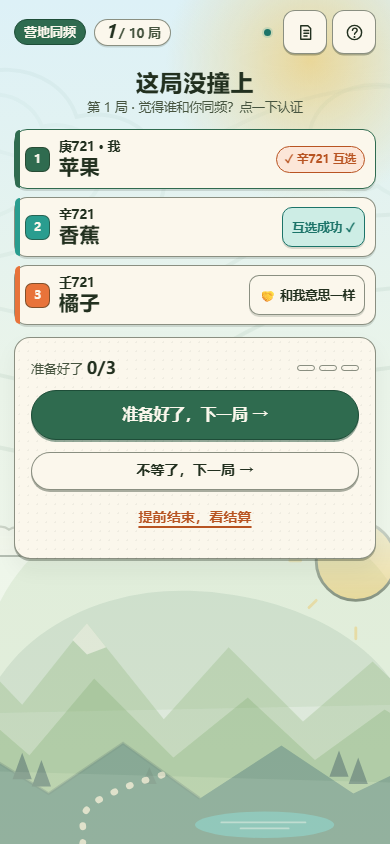 营地同频
1 / 10 局
这局没撞上
第 1 局 · 觉得谁和你同频？点一下认证
1
庚721 · 我
苹果
✓ 辛721 互选
2
辛721
香蕉
互选成功 ✓
3
壬721
橘子
🤝 和我意思一样
准备好了 0/3
准备好了，下一局 →
不等了，下一局 →
提前结束，看结算